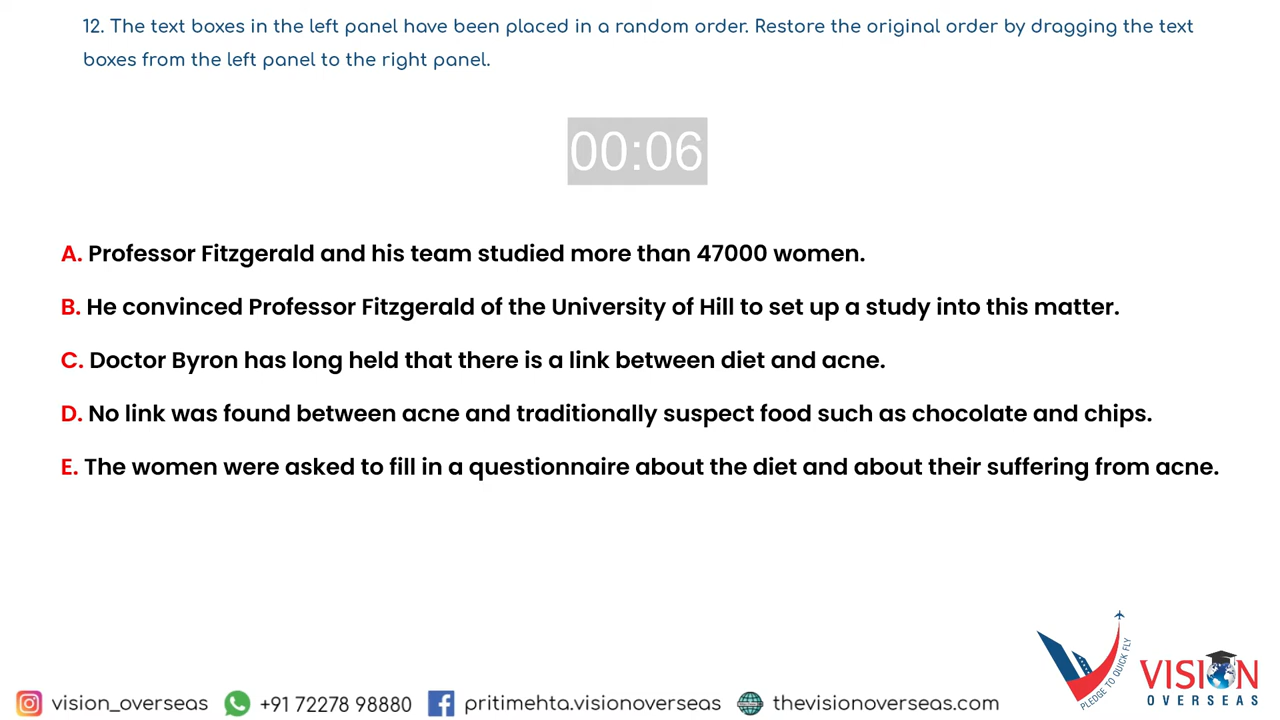 12. The text boxes in the left panel have been placed in a random order. Restore the original order by dragging the text
boxes from the left panel to the right panel.
00:06
A. Professor Fitzgerald and his team studied more than 47000 women.
B. He convinced Professor Fitzgerald of the University of Hill to set up a study into this matter.
C. Doctor Byron has long held that there is a link between diet and acne.
D. No link was found between acne and traditionally suspect food such as chocolate and chips.
E. The women were asked to fill in a questionnaire about the diet and about their suffering from acne.
PLEDGE TO QUICK FLY
VISION
OVERSEAS
vision_overseas +91 72278 98880 pritimehta.visionoverseas thevisionoverseas.com